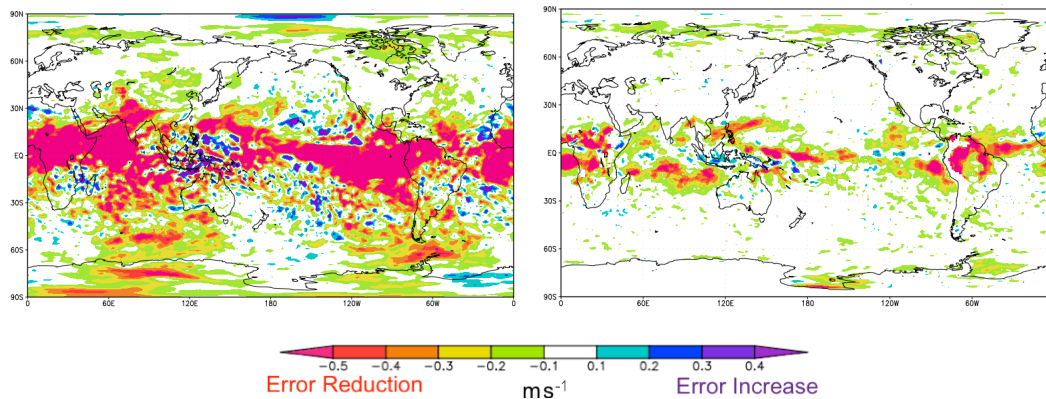 90N 90N
60N 60N
30N 30N
EQ EQ
30S 30S
60S 60S
90S 90S
0 60E 120E 180 120W 60W 0 0 60E 120E 180 120W 60W
−0.5 −0.4 −0.3 −0.2 −0.1 0.1 0.2 0.3 0.4
Error Reduction ms⁻¹ Error Increase